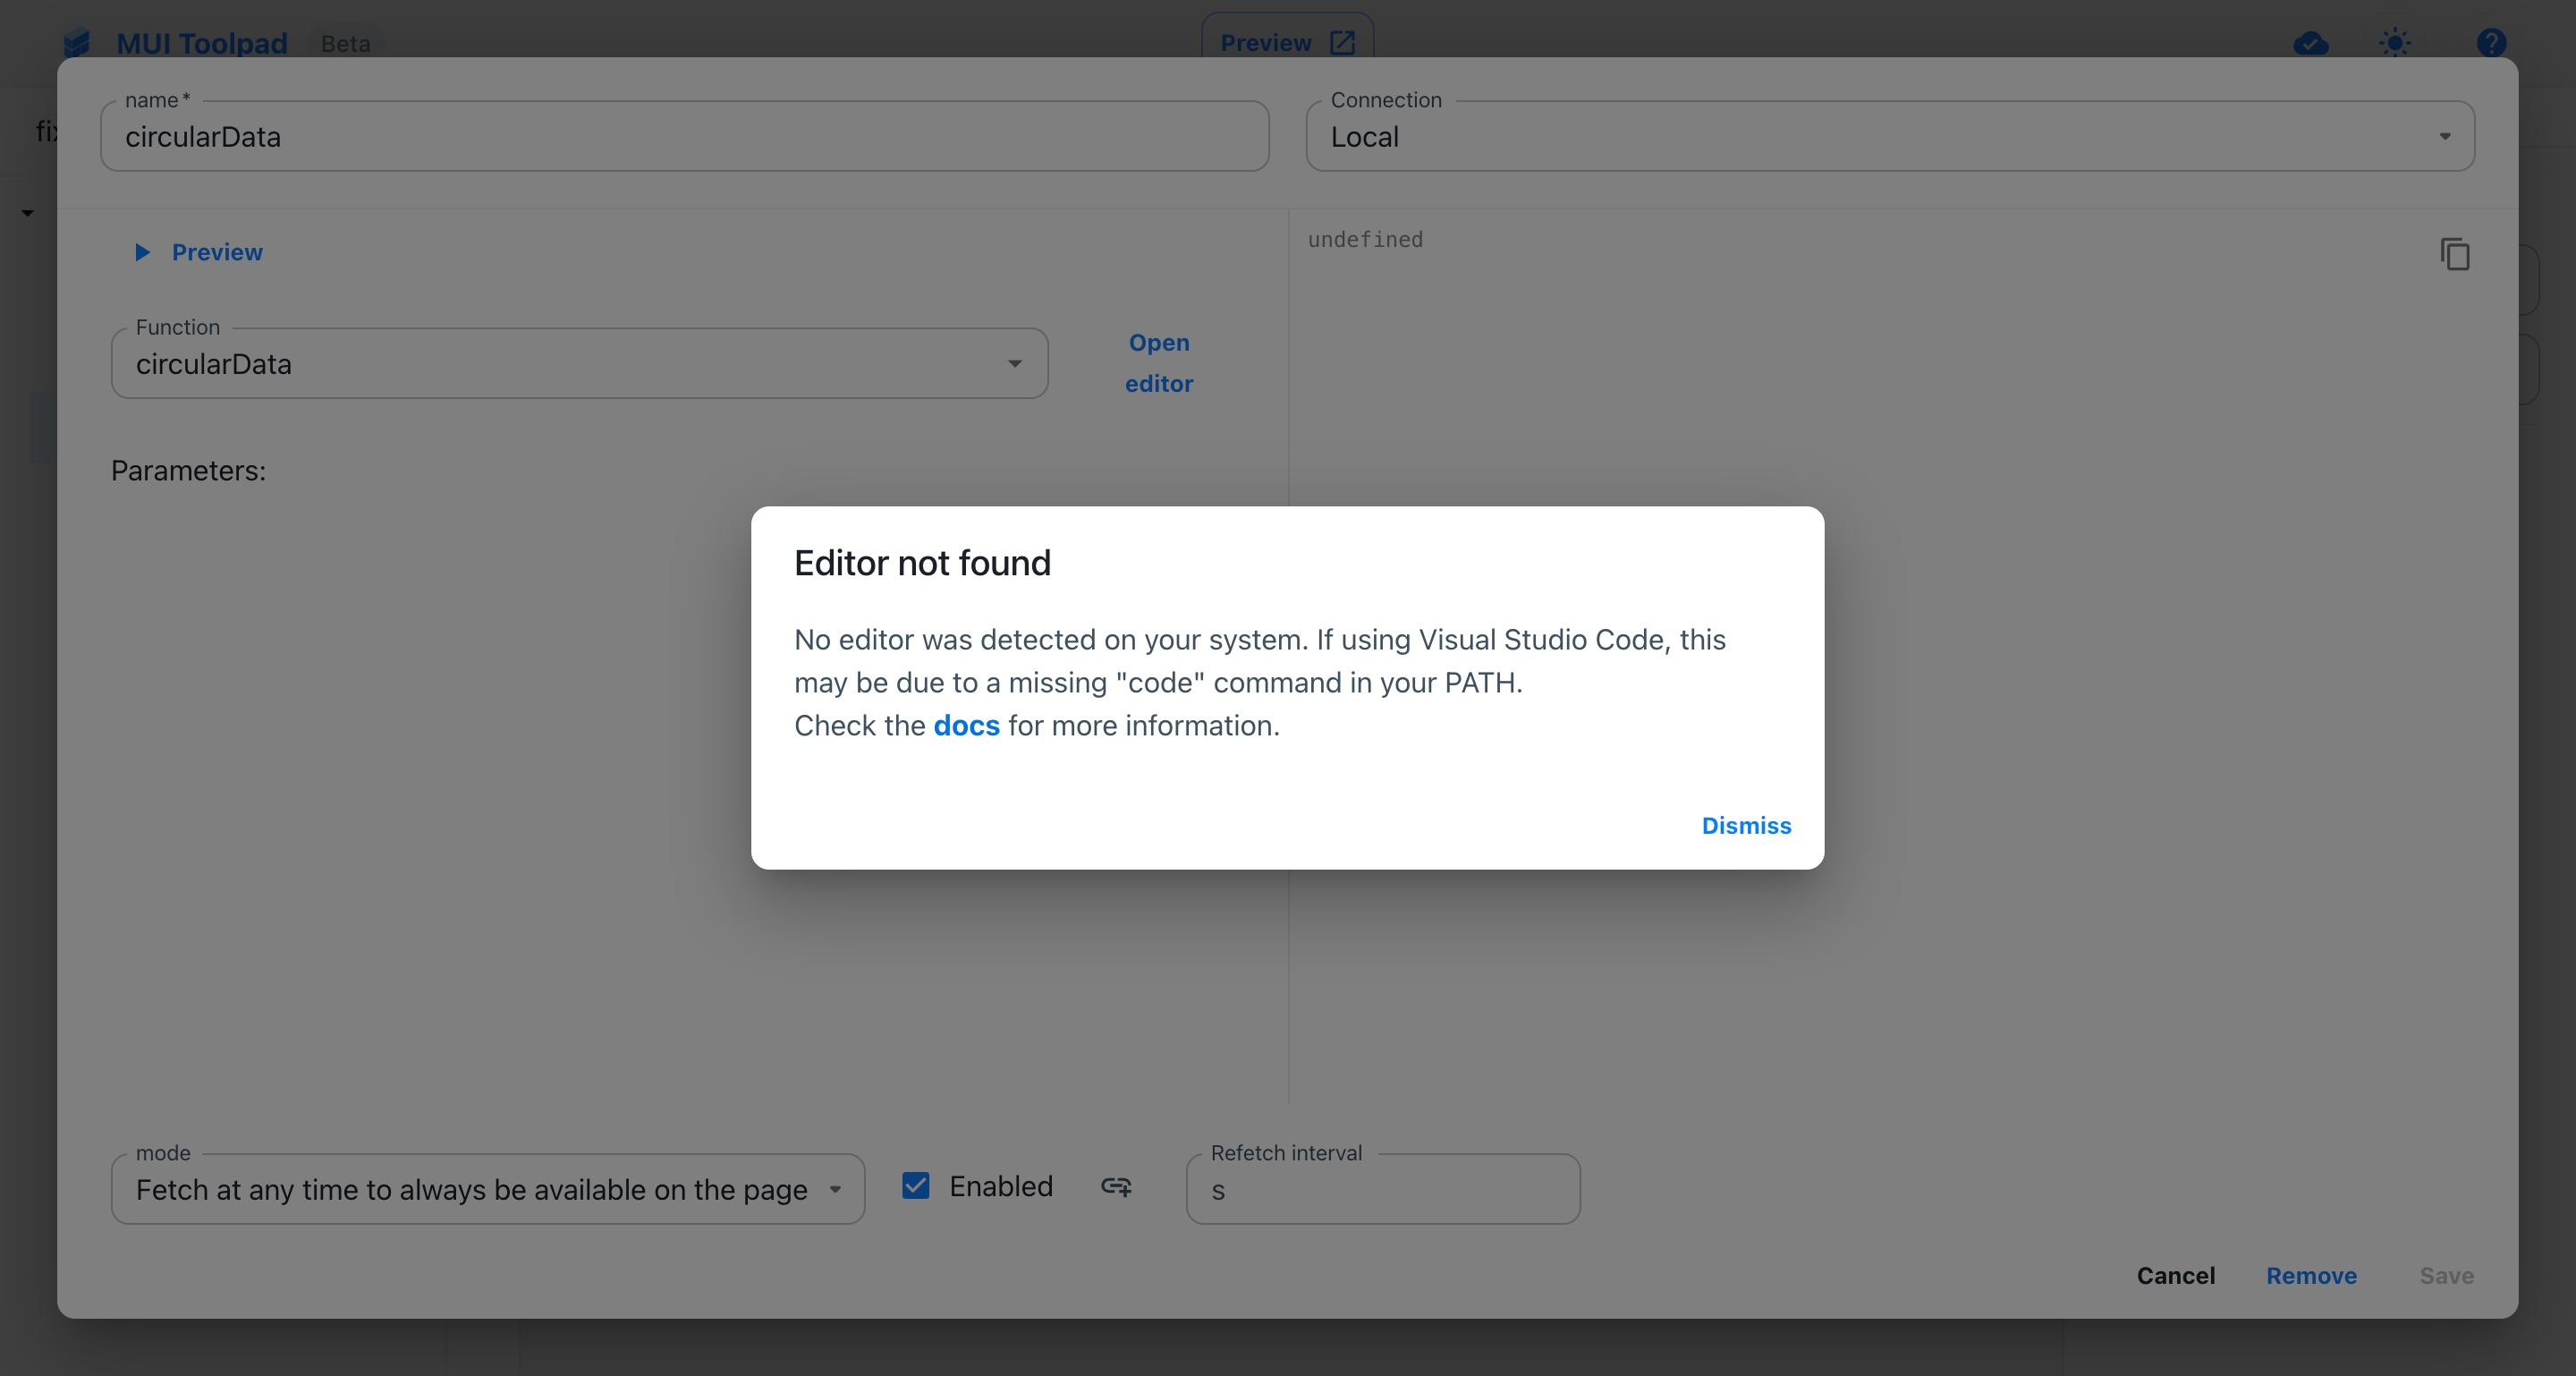 MUI Toolpad Beta
Preview
fix
name *
circularData
Connection
Local
Preview
undefined
Function
circularData
Open
editor
Parameters:
Editor not found
No editor was detected on your system. If using Visual Studio Code, this
may be due to a missing "code" command in your PATH.
Check the docs for more information.
Dismiss
mode
Fetch at any time to always be available on the page
Enabled
Refetch interval
s
Cancel
Remove
Save